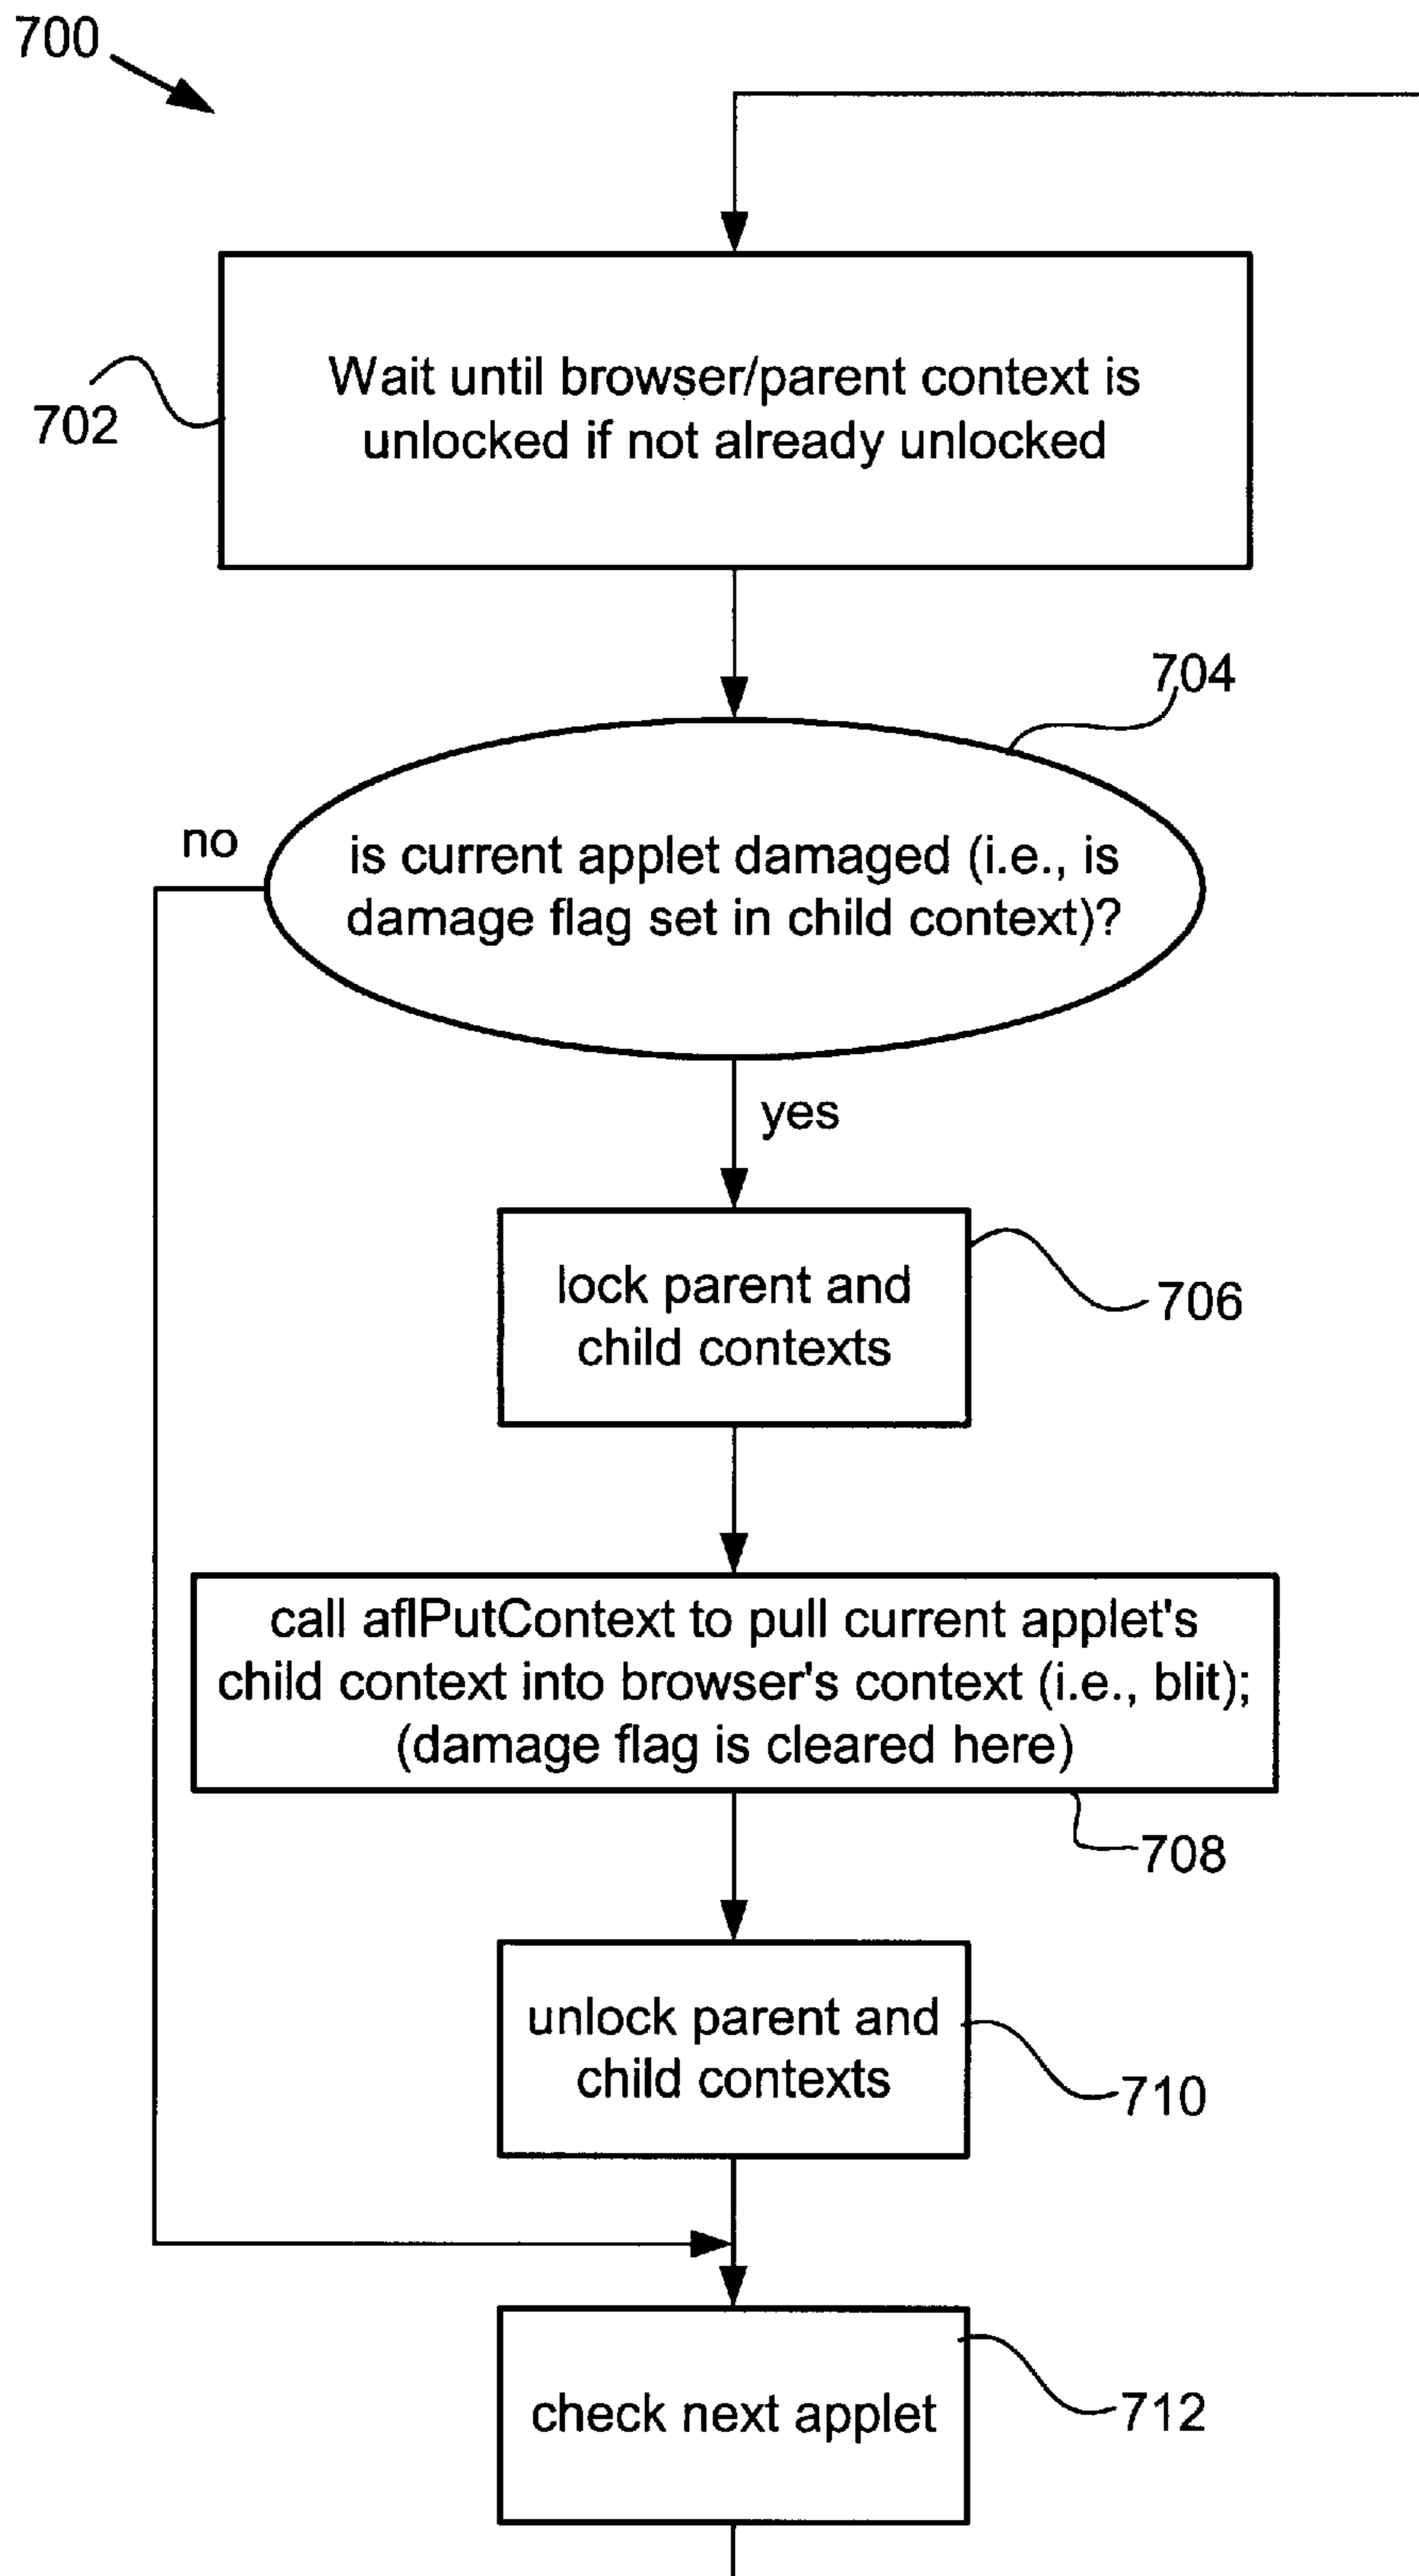 700
Wait until browser/parent context is
unlocked if not already unlocked
702
704
no
is current applet damaged (i.e., is
damage flag set in child context)?
yes
lock parent and
child contexts
706
call aflPutContext to pull current applet's
child context into browser's context (i.e., blit);
(damage flag is cleared here)
708
unlock parent and
child contexts
710
check next applet
712